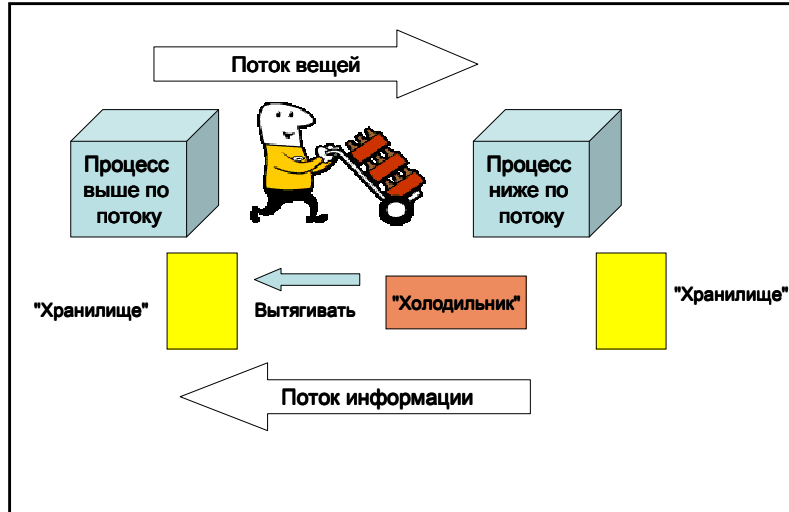 Поток вещей
Процесс
выше по
потоку
Процесс
ниже по
потоку
"Хранилище"
Вытягивать
"Холодильник"
"Хранилище"
Поток информации